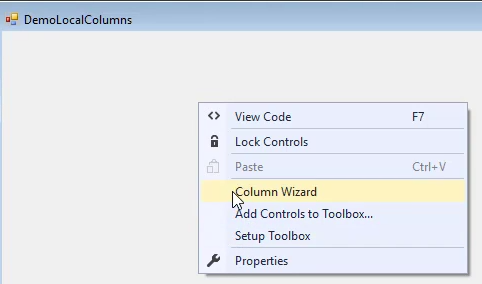 DemoLocalColumns
View Code F7
Lock Controls
Paste Ctrl+V
Column Wizard
Add Controls to Toolbox...
Setup Toolbox
Properties